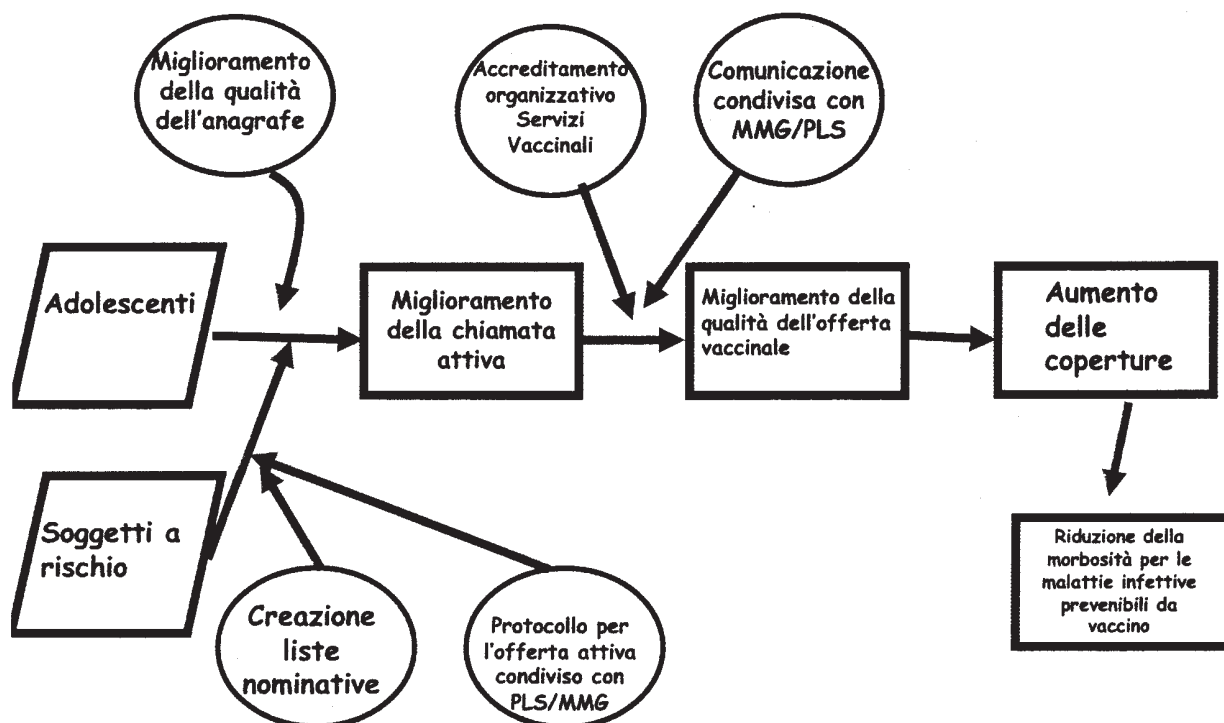 Miglioramento
della qualità
dell'anagrafe
Accreditamento
organizzativo
Servizi
Vaccinali
Comunicazione
condivisa con
MMG/PLS
Adolescenti
Miglioramento
della chiamata
attiva
Miglioramento della
qualità dell'offerta
vaccinale
Aumento
delle
coperture
Soggetti a
rischio
Creazione
liste
nominative
Protocollo per
l'offerta attiva
condiviso con
PLS/MMG
Riduzione della
morbosità per le
malattie infettive
prevenibili da
vaccino